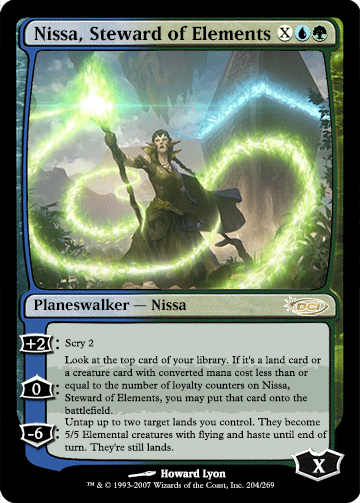 Nissa, Steward of Elements X
Planeswalker — Nissa
DCI
+2: Scry 2
Look at the top card of your library. If it's a land card or
a creature card with converted mana cost less than or
0: equal to the number of loyalty counters on Nissa,
Steward of Elements, you may put that card onto the
battlefield.
Untap up to two target lands you control. They become
-6: 5/5 Elemental creatures with flying and haste until end of
turn. They're still lands.
X
Howard Lyon
™ & © 1993-2007 Wizards of the Coast, Inc. 204/269